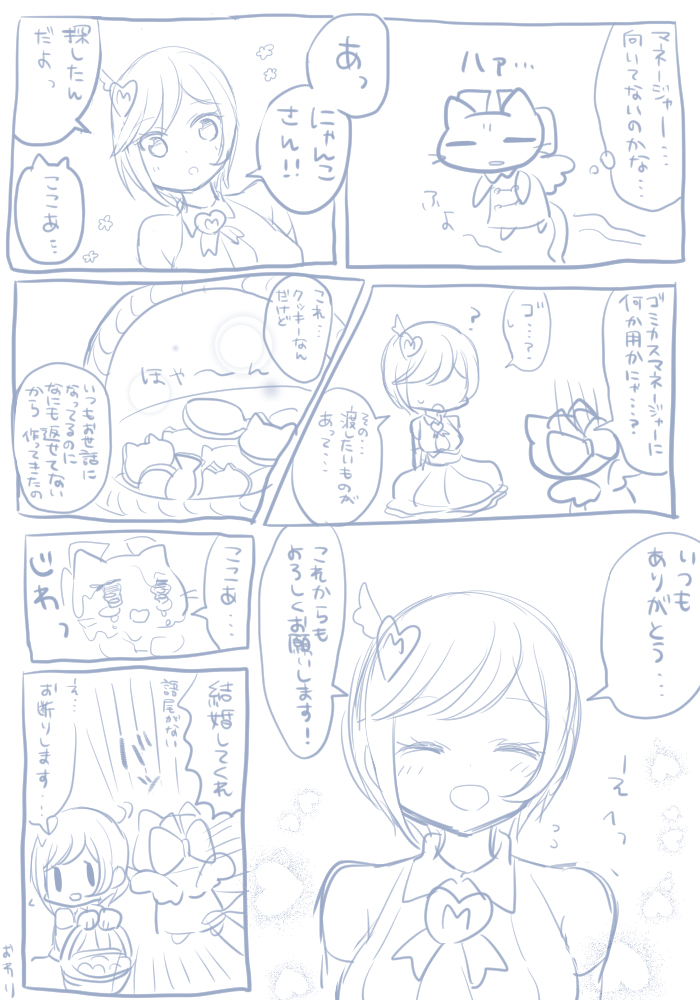 マネージャー…
向いてないのかな…
ハァ…
ふよ
あっ
にゃんこ
さん!!
探したん
だよっ
ここあ…
ゴミカスマネージャーに
何か用かにゃ…?
ゴ…?
?
その…
渡したいものが
あって…
これ…
クッキーなん
だけど
ほわ〜〜ん
いつもお世話に
なってるのに
なにも返せてない
から 作ってきたの
いつも
ありがとう…
これからも
よろしくお願いします!
えへっ
M
M
ここあ…
じわっ
結婚してくれ
語尾がない
え…
お断りします…
おわり